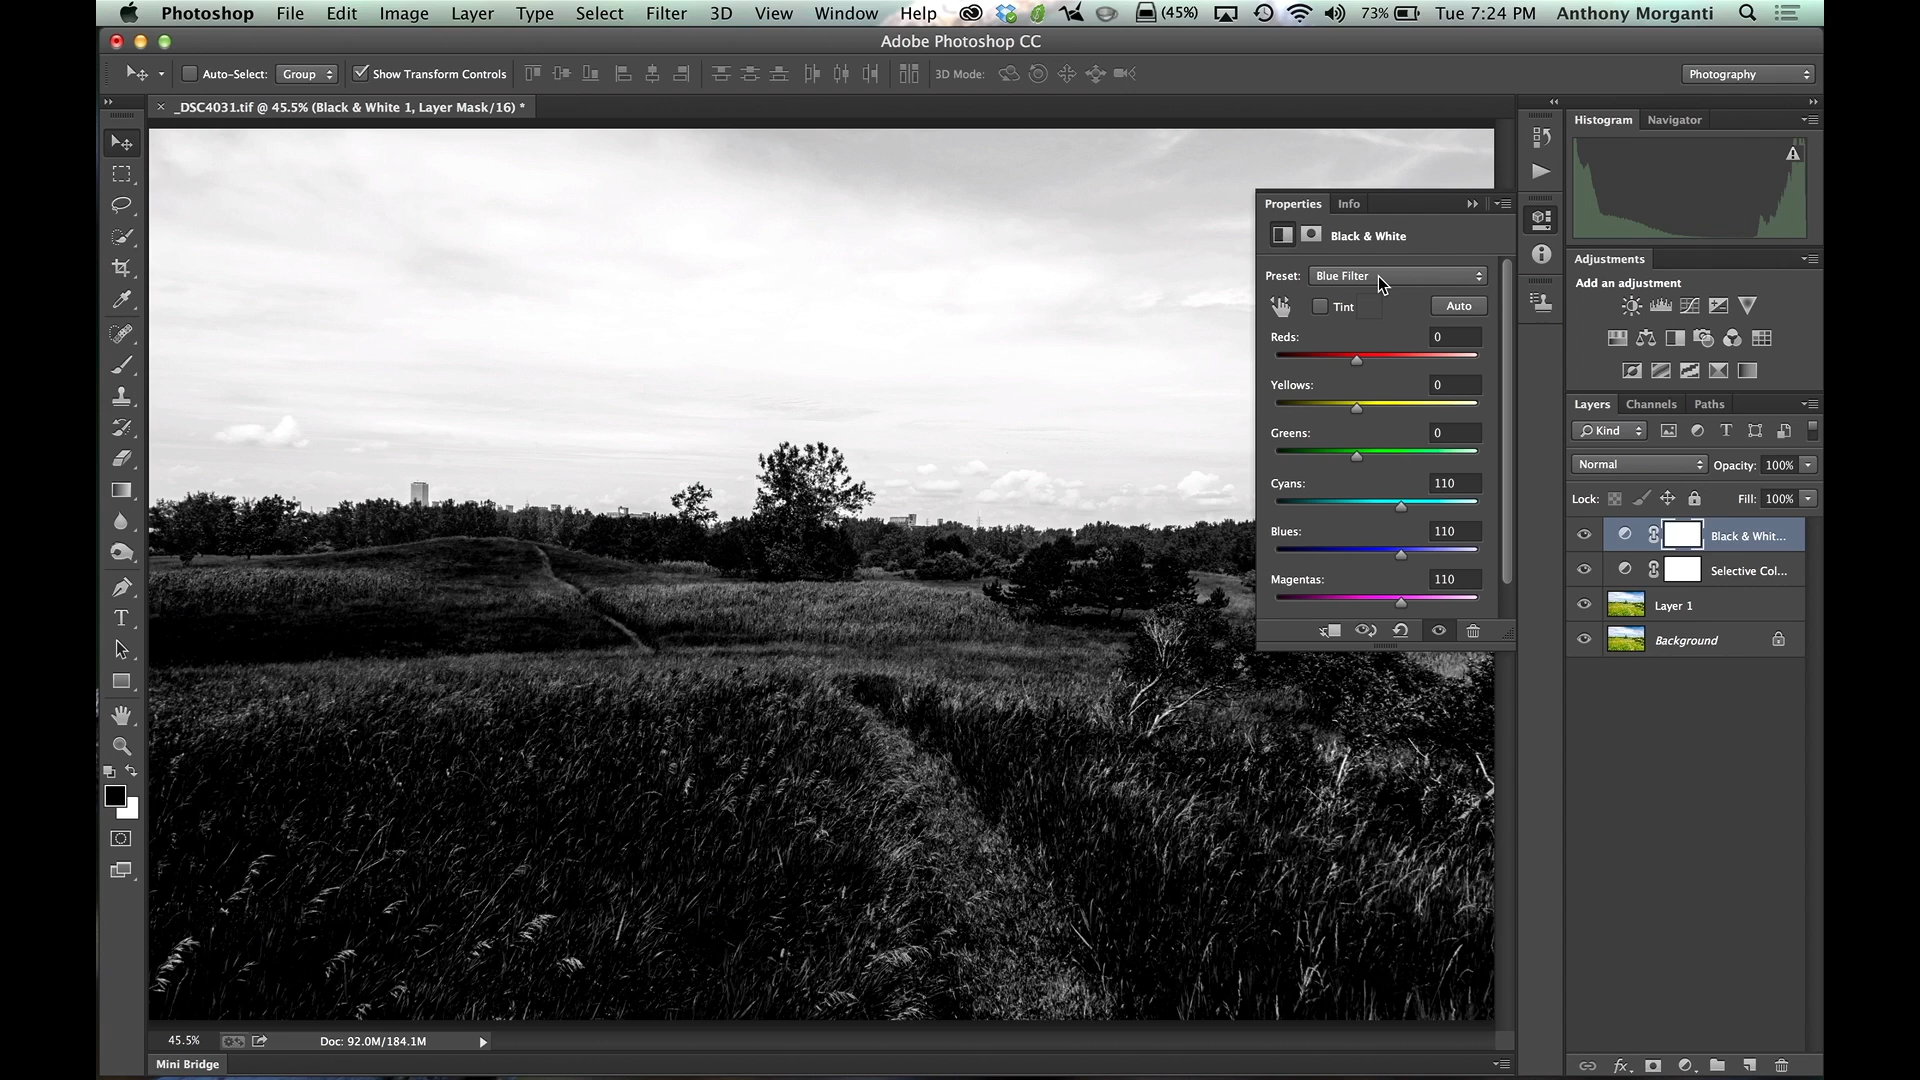 Photoshop File Edit Image Layer Type Select Filter 3D View Window Help (45%) 73% Tue 7:24 PM Anthony Morganti
Adobe Photoshop CC
Auto-Select: Group Show Transform Controls 3D Mode: Photography
_DSC4031.tif @ 45.5% (Black & White 1, Layer Mask/16) *
Histogram Navigator
Properties Info
Black & White
Preset: Blue Filter
Tint Auto
Reds: 0
Yellows: 0
Greens: 0
Cyans: 110
Blues: 110
Magentas: 110
Adjustments
Add an adjustment
Layers Channels Paths
Kind
Normal Opacity: 100%
Lock: Fill: 100%
Black & Whit...
Selective Col...
Layer 1
Background
45.5% Doc: 92.0M/184.1M
Mini Bridge